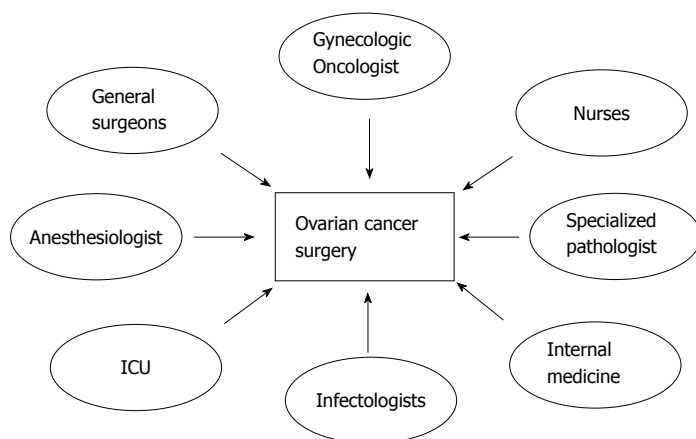 Gynecologic
Oncologist
General
surgeons
Nurses
Anesthesiologist
Ovarian cancer
surgery
Specialized
pathologist
ICU
Infectologists
Internal
medicine